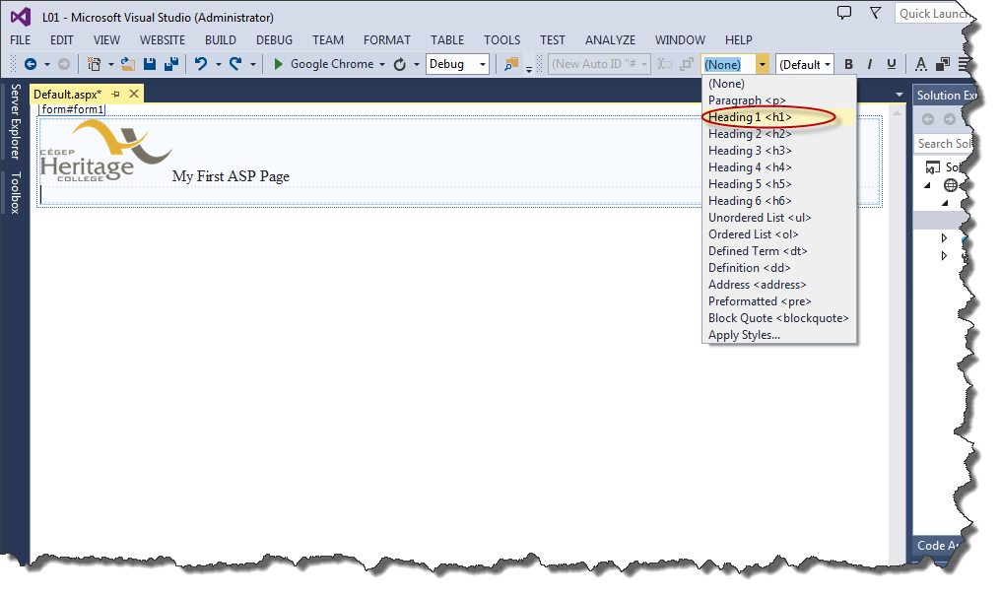 L01 - Microsoft Visual Studio (Administrator)
Quick Launch
FILE EDIT VIEW WEBSITE BUILD DEBUG TEAM FORMAT TABLE TOOLS TEST ANALYZE WINDOW HELP
Google Chrome Debug (New Auto ID "# (None) (Default B I U A
Server Explorer
Toolbox
Default.aspx*
form#form1
CÉGEP
Heritage
COLLEGE
My First ASP Page
(None)
Paragraph <p>
Heading 1 <h1>
Heading 2 <h2>
Heading 3 <h3>
Heading 4 <h4>
Heading 5 <h5>
Heading 6 <h6>
Unordered List <ul>
Ordered List <ol>
Defined Term <dt>
Definition <dd>
Address <address>
Preformatted <pre>
Block Quote <blockquote>
Apply Styles...
Solution Ex
Search Sol
So
Code A